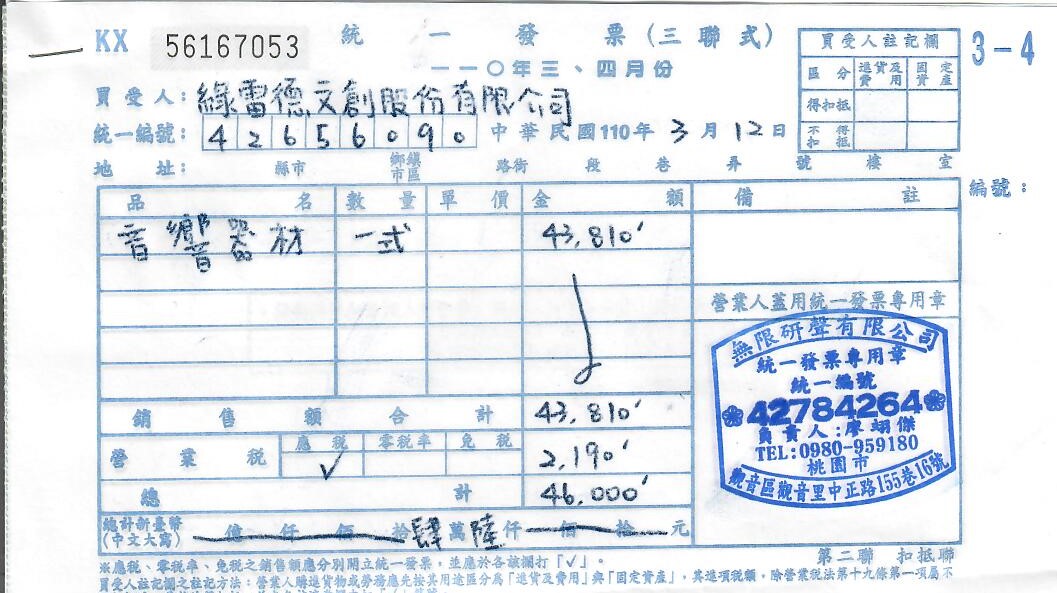 KX 56167053 統一發票(三聯式)
3-4
一一〇年三、四月份
買受人註記欄
區分 進貨及費用 固定資產
得扣抵
不得扣抵
買受人:綠雷德文創股份有限公司
統一編號:42656090 中華民國110年3月12日
地址: 縣市 鄉鎮市區 路街 段 巷 弄 號 樓 室
編號:
品名 數量 單價 金額 備註
音響器材 一式 43,810'
營業人蓋用統一發票專用章
無限研聲有限公司
統一發票專用章
統一編號
42784264
負責人:廖翊傑
TEL:0980-959180
桃園市
觀音區觀音里中正路155巷16號
銷售額合計 43,810'
營業稅 應稅 零稅率 免稅 2,190'
✓
總計 46,000'
總計新臺幣(中文大寫) 億 仟 佰 拾 肆 萬 陸 仟 佰 拾 元
第二聯 扣抵聯
※應稅、零稅率、免稅之銷售額應分別開立統一發票,並應於各該欄打「✓」。
買受人註記欄之註記方法:營業人購進貨物或勞務應先按其用途區分為「進貨及費用」與「固定資產」,其進項稅額,除營業稅法第十九條第一項屬不